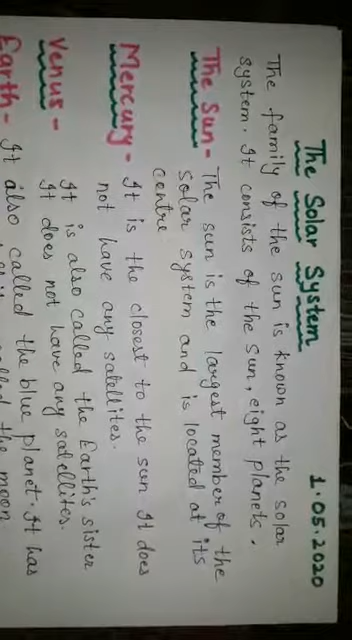 The Solar System 1.05.2020
The family of the sun is known as the solar
system. It consists of the sun, eight planets.
The Sun - The sun is the largest member of the
solar system and is located at its
centre
Mercury - It is the closest to the sun It does
not have any satellites.
Venus - It is also called the Earth's sister
It does not have any satellites.
Earth - It also called the blue planet. It has
called the moon